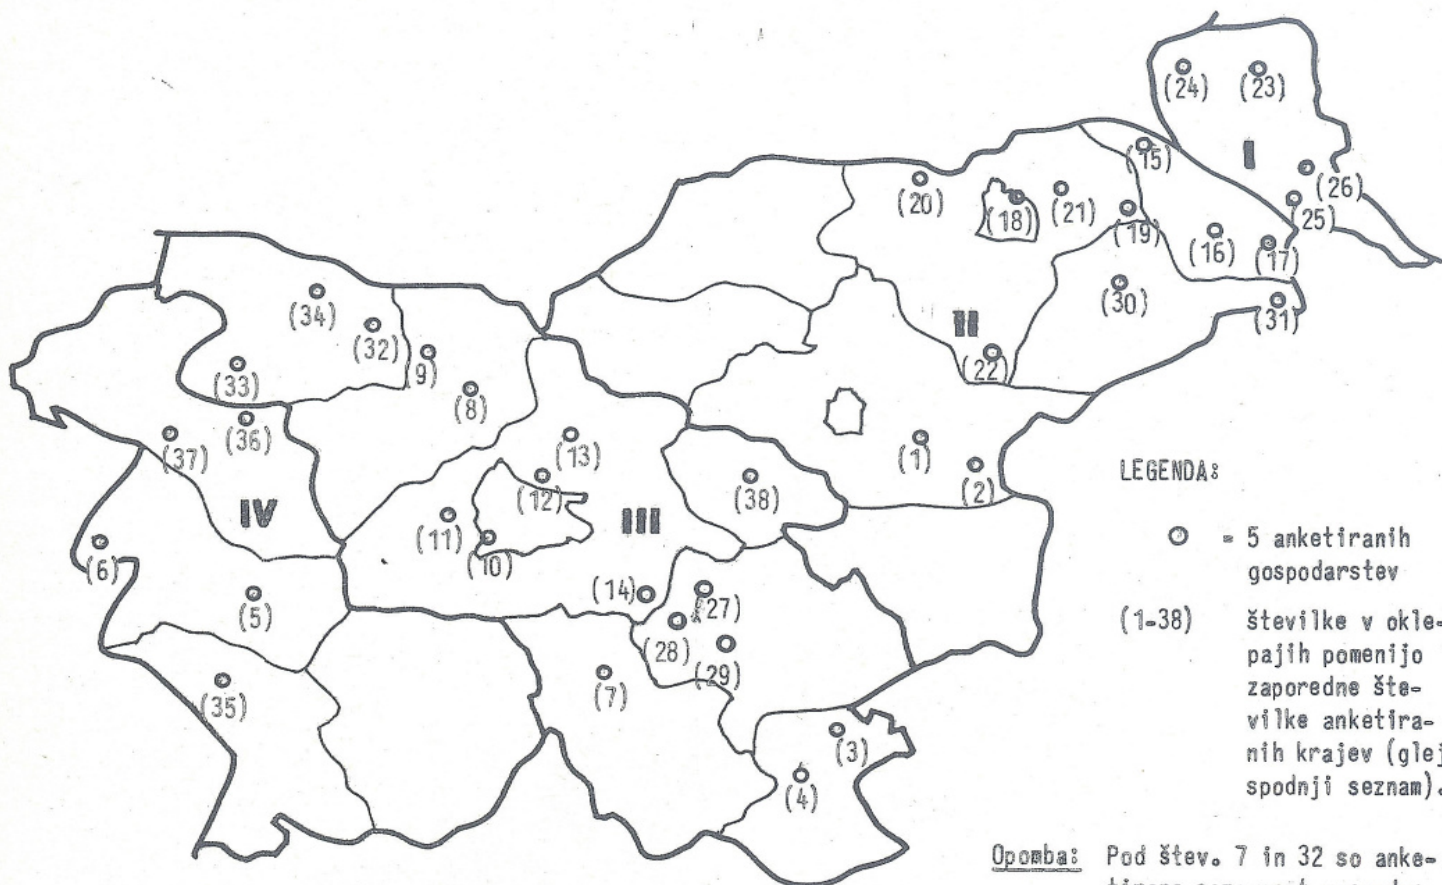 (24) (23)
I
(15)
(26)
(20) (18) (21) (25)
(19) (16) (17)
(34) (30) (31)
(32) II
(33) (9) (22)
(8)
(36)
(37) (13) (1)
(12) (38) (2)
IV (11) III
(10)
(6)
(5) (14) (27)
(28)
(29)
(35) (7)
(3)
(4)
LEGENDA:
= 5 anketiranih
gospodarstev
(1-38) številke v okle-
pajih pomenijo
zaporedne šte-
vilke anketira-
nih krajev (glej
spodnji seznam).
Opomba: Pod štev. 7 in 32 so anke-